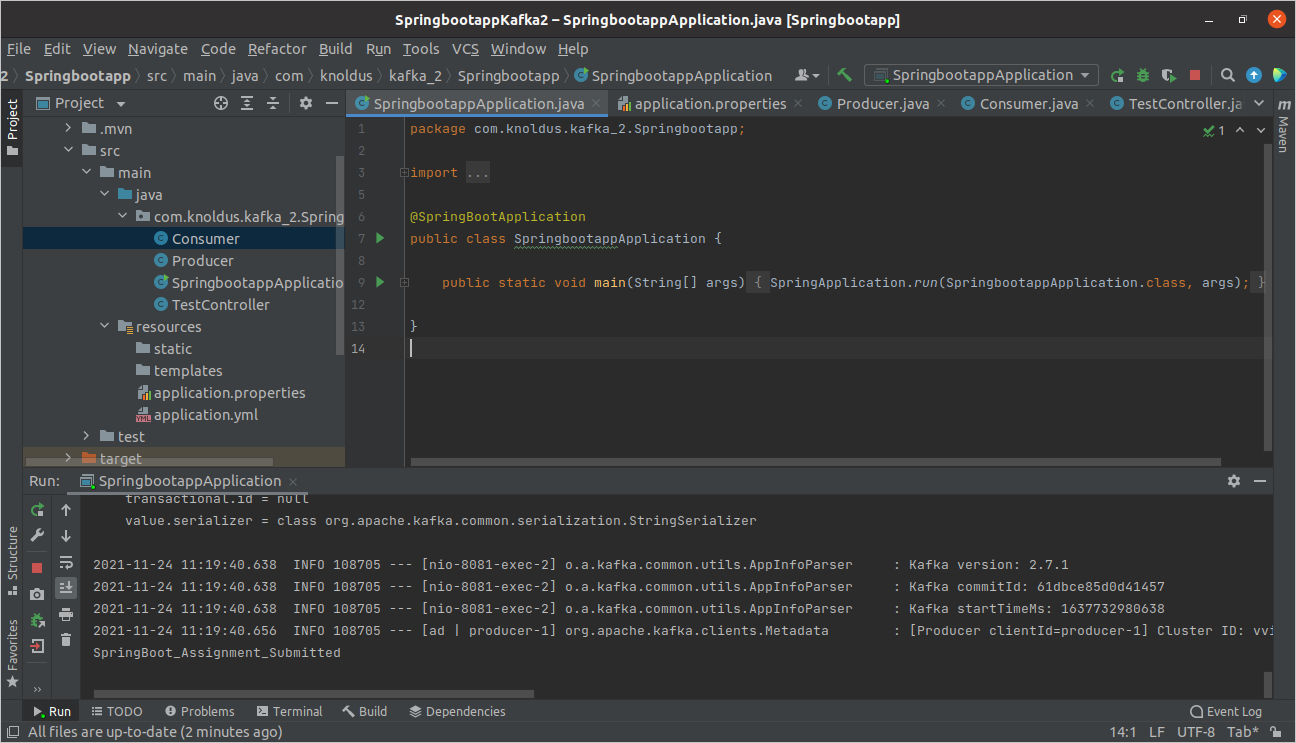 SpringbootappKafka2 – SpringbootappApplication.java [Springbootapp]
File Edit View Navigate Code Refactor Build Run Tools VCS Window Help
2 Springbootapp src main java com knoldus kafka_2 Springbootapp SpringbootappApplication SpringbootappApplication
Project
Project
SpringbootappApplication.java application.properties Producer.java Consumer.java TestController.ja
Maven
.mvn
src
main
java
com.knoldus.kafka_2.Spring
Consumer
Producer
SpringbootappApplicatio
TestController
resources
static
templates
application.properties
application.yml
test
target
1 package com.knoldus.kafka_2.Springbootapp;
1
2
3 import ...
5
6 @SpringBootApplication
7 public class SpringbootappApplication {
8
9 public static void main(String[] args) { SpringApplication.run(SpringbootappApplication.class, args); }
12
13 }
14
Run: SpringbootappApplication
transactional.id = null
value.serializer = class org.apache.kafka.common.serialization.StringSerializer
2021-11-24 11:19:40.638 INFO 108705 --- [nio-8081-exec-2] o.a.kafka.common.utils.AppInfoParser : Kafka version: 2.7.1
2021-11-24 11:19:40.638 INFO 108705 --- [nio-8081-exec-2] o.a.kafka.common.utils.AppInfoParser : Kafka commitId: 61dbce85d0d41457
2021-11-24 11:19:40.638 INFO 108705 --- [nio-8081-exec-2] o.a.kafka.common.utils.AppInfoParser : Kafka startTimeMs: 1637732980638
2021-11-24 11:19:40.656 INFO 108705 --- [ad | producer-1] org.apache.kafka.clients.Metadata : [Producer clientId=producer-1] Cluster ID: vvi
SpringBoot_Assignment_Submitted
Structure
Favorites
Run TODO Problems Terminal Build Dependencies Event Log
All files are up-to-date (2 minutes ago) 14:1 LF UTF-8 Tab*